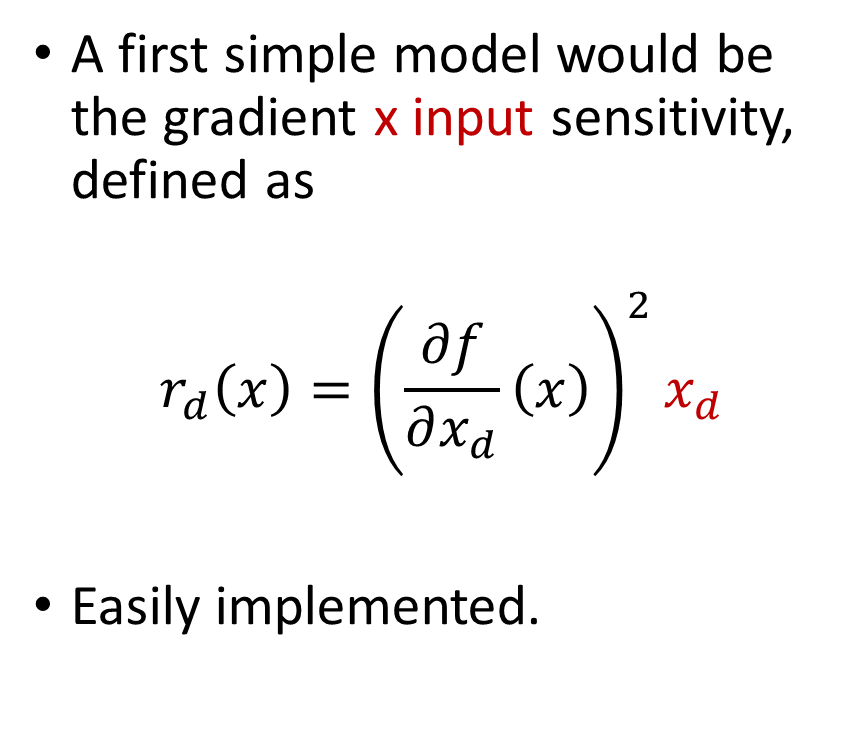 • A first simple model would be
the gradient x input sensitivity,
defined as
r_d(x) = (∂f/∂x_d (x))² x_d
• Easily implemented.